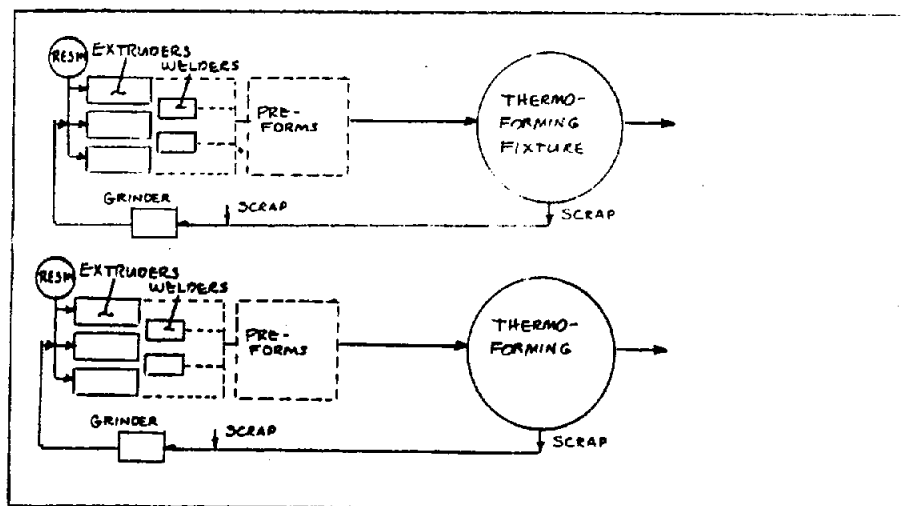 RESIN
EXTRUDERS
WELDERS
PRE-
FORMS
THERMO-
FORMING
FIXTURE
GRINDER
SCRAP
SCRAP
RESIN
EXTRUDERS
WELDERS
PRE-
FORMS
THERMO-
FORMING
GRINDER
SCRAP
SCRAP